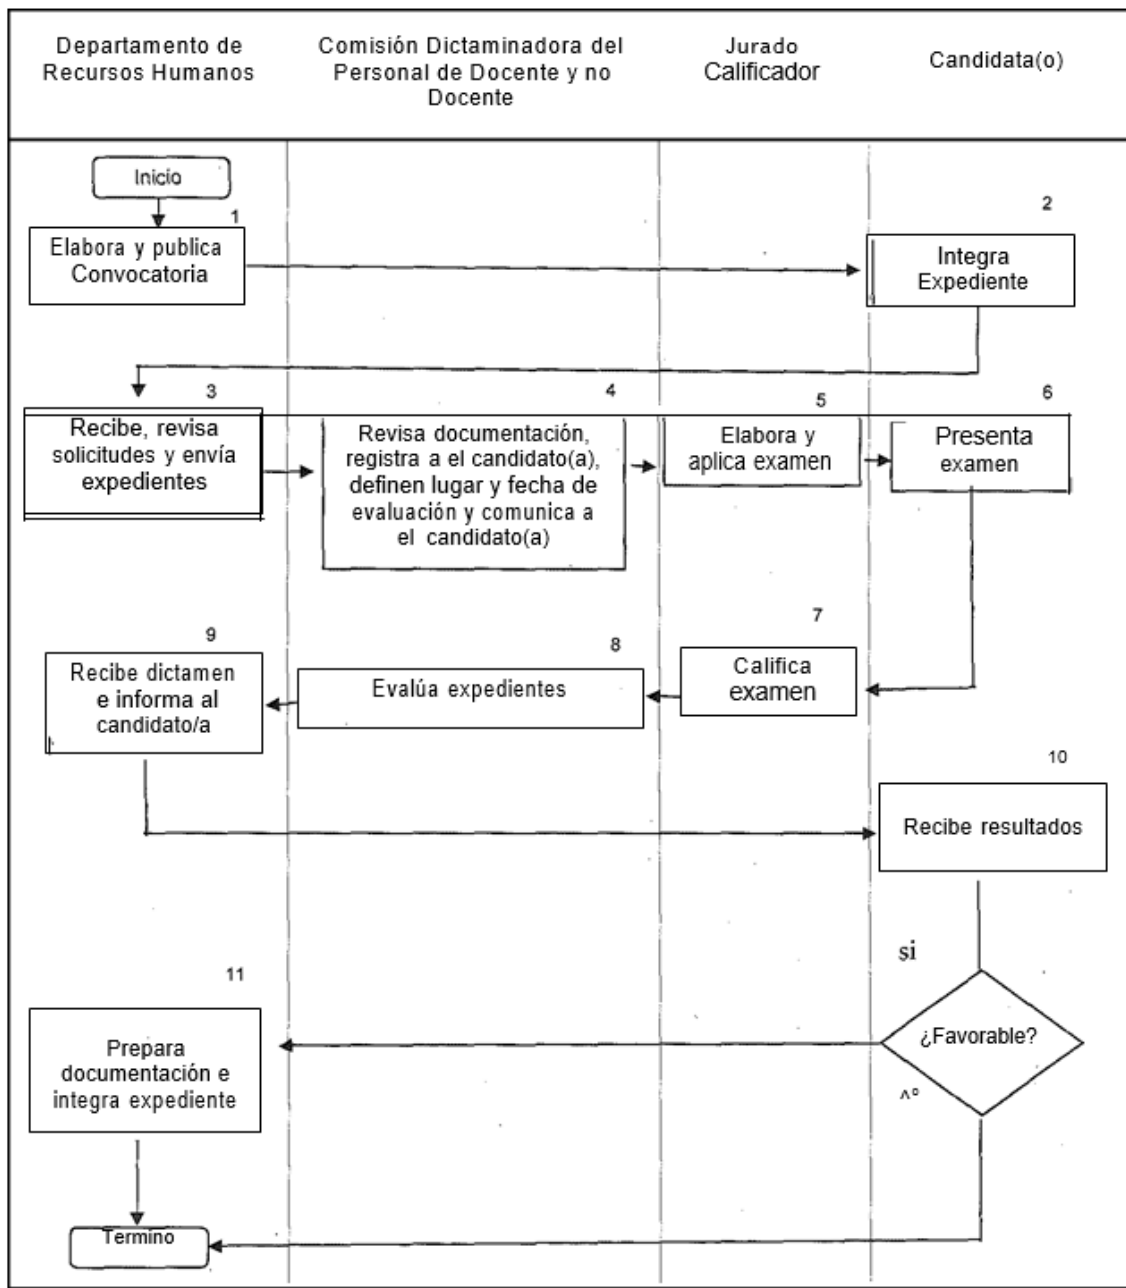 Departamento de
Recursos Humanos
Comisión Dictaminadora del
Personal de Docente y no
Docente
Jurado
Calificador
Candidata(o)
Inicio
1
Elabora y publica
Convocatoria
2
Integra
Expediente
3
Recibe, revisa
solicitudes y envía
expedientes
4
Revisa documentación,
registra a el candidato(a),
definen lugar y fecha de
evaluación y comunica a
el candidato(a)
5
Elabora y
aplica examen
6
Presenta
examen
7
Califica
examen
8
Evalúa expedientes
9
Recibe dictamen
e informa al
candidato/a
10
Recibe resultados
si
¿Favorable?
^º
11
Prepara
documentación e
integra expediente
Termino